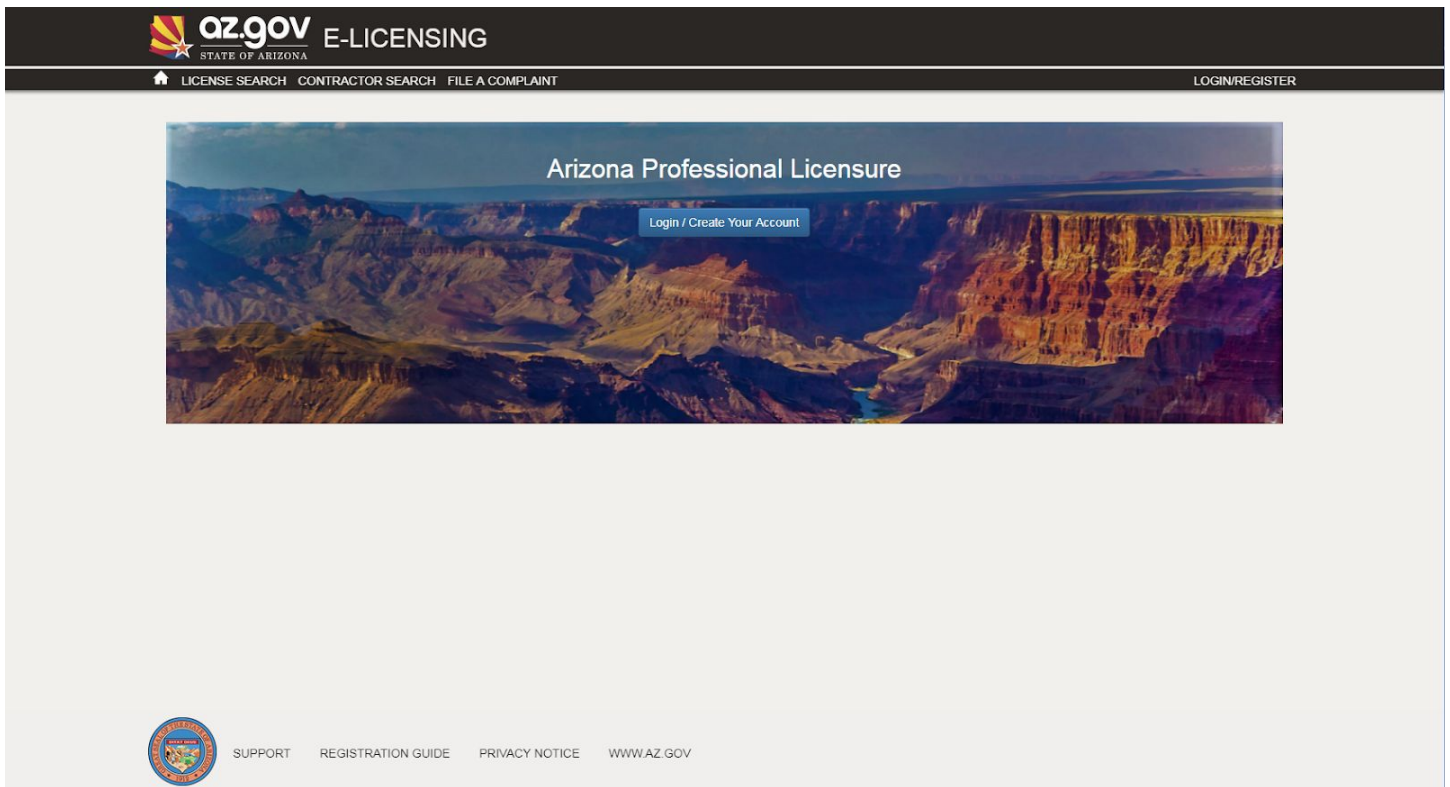 az.gov
STATE OF ARIZONA
E-LICENSING
LICENSE SEARCH CONTRACTOR SEARCH FILE A COMPLAINT LOGIN/REGISTER
Arizona Professional Licensure
Login / Create Your Account
SUPPORT REGISTRATION GUIDE PRIVACY NOTICE WWW.AZ.GOV